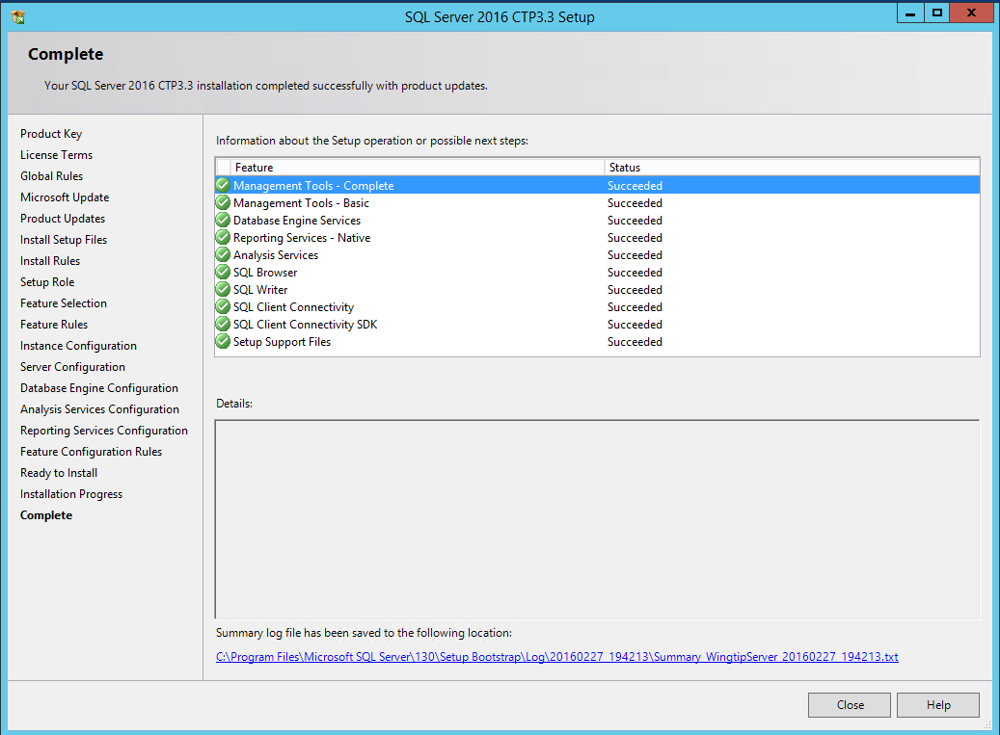 SQL Server 2016 CTP3.3 Setup
Complete
Your SQL Server 2016 CTP3.3 installation completed successfully with product updates.
Product Key
License Terms
Global Rules
Microsoft Update
Product Updates
Install Setup Files
Install Rules
Setup Role
Feature Selection
Feature Rules
Instance Configuration
Server Configuration
Database Engine Configuration
Analysis Services Configuration
Reporting Services Configuration
Feature Configuration Rules
Ready to Install
Installation Progress
Complete
Information about the Setup operation or possible next steps:
Feature Status
Management Tools - Complete Succeeded
Management Tools - Basic Succeeded
Database Engine Services Succeeded
Reporting Services - Native Succeeded
Analysis Services Succeeded
SQL Browser Succeeded
SQL Writer Succeeded
SQL Client Connectivity Succeeded
SQL Client Connectivity SDK Succeeded
Setup Support Files Succeeded
Details:
Summary log file has been saved to the following location:
C:\Program Files\Microsoft SQL Server\130\Setup Bootstrap\Log\20160227_194213\Summary_WingtipServer_20160227_194213.txt
Close Help